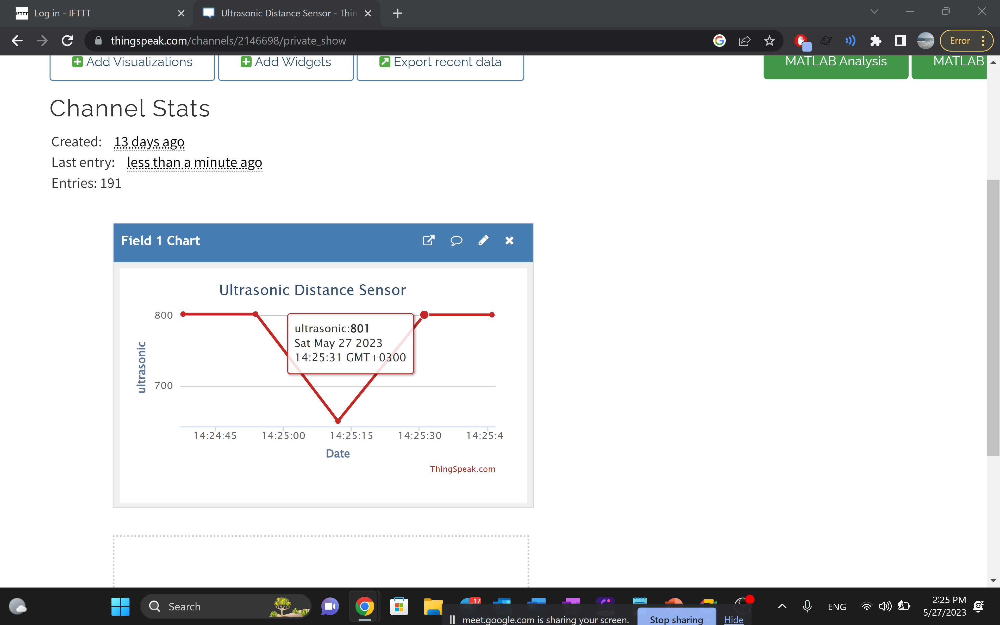 IFTTT Log in - IFTTT
Ultrasonic Distance Sensor - Thin
thingspeak.com/channels/2146698/private_show
Error
Add Visualizations
Add Widgets
Export recent data
MATLAB Analysis
MATLAB
Channel Stats
Created: 13 days ago
Last entry: less than a minute ago
Entries: 191
Field 1 Chart
Ultrasonic Distance Sensor
ultrasonic
800
700
ultrasonic:801
Sat May 27 2023
14:25:31 GMT+0300
14:24:45 14:25:00 14:25:15 14:25:30 14:25:4
Date
ThingSpeak.com
Search
17
meet.google.com is sharing your screen.
Stop sharing
Hide
ENG
2:25 PM
5/27/2023